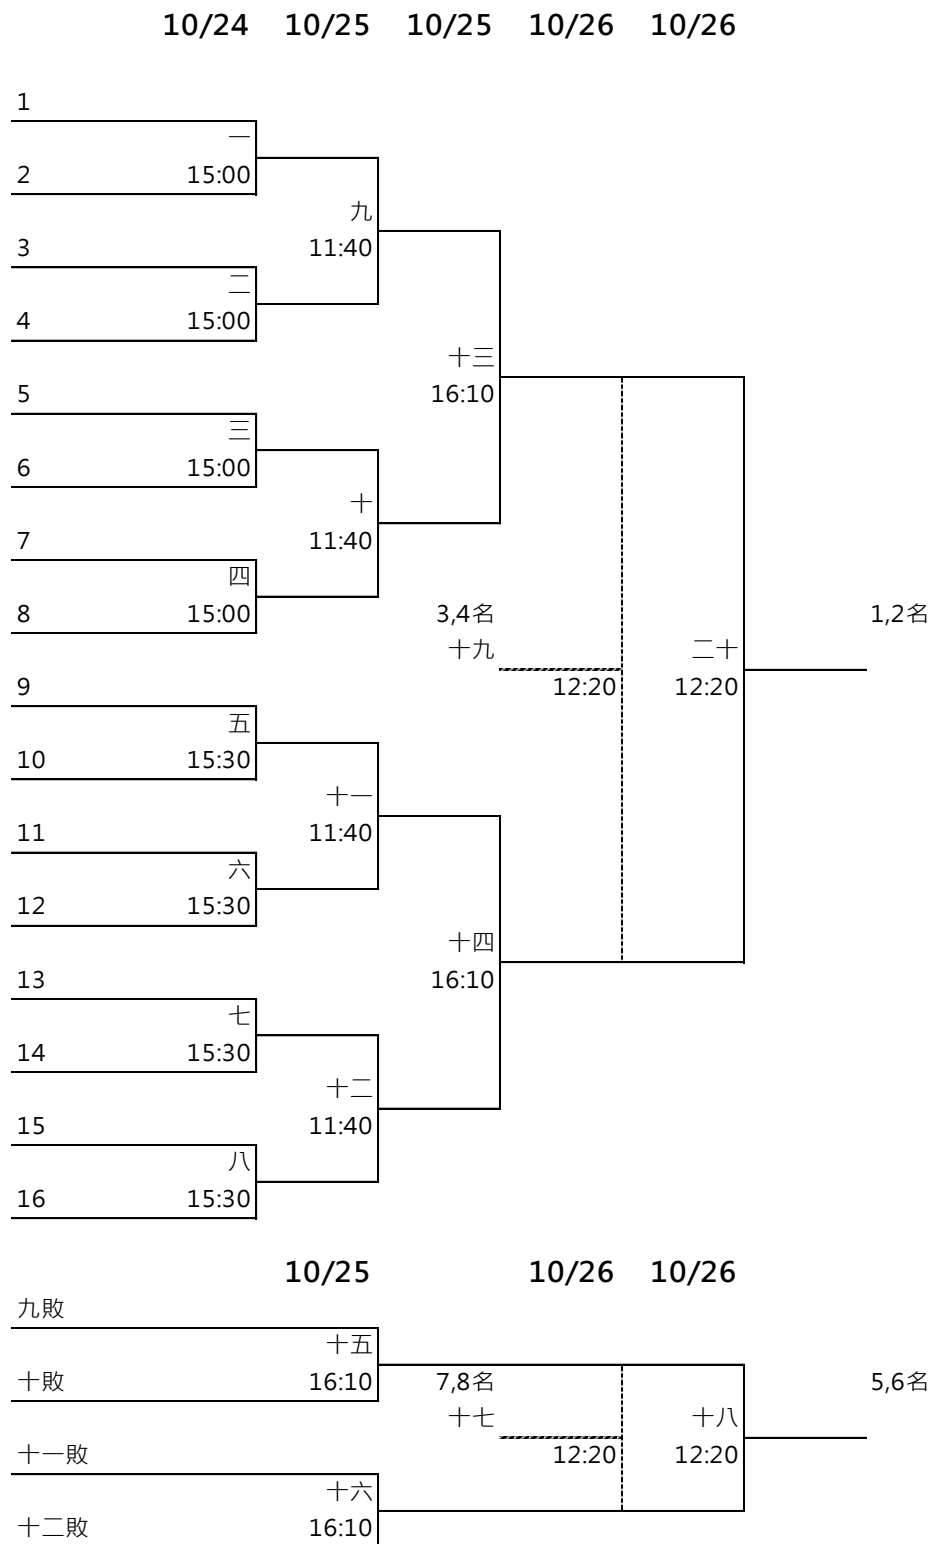 10/24 10/25 10/25 10/26 10/26
1
一
2 15:00
九
3 11:40
二
4 15:00
十三
5 16:10
三
6 15:00
十
7 11:40
四
8 15:00 3,4名 1,2名
十九 二十
9 12:20 12:20
五
10 15:30
十一
11 11:40
六
12 15:30
十四
13 16:10
七
14 15:30
十二
15 11:40
八
16 15:30
10/25 10/26 10/26
九敗
十五
十敗 16:10 7,8名 5,6名
十七 十八
十一敗 12:20 12:20
十六
十二敗 16:10